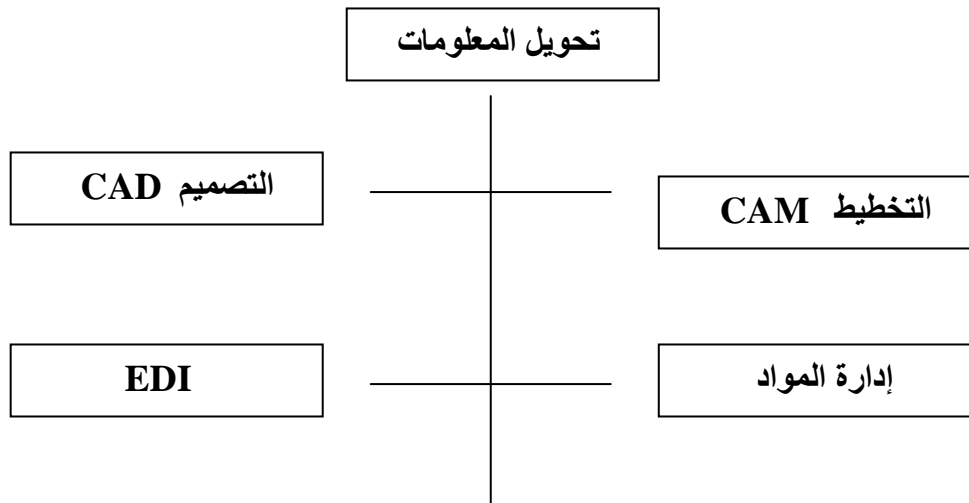 تحويل المعلومات
التصميم CAD
التخطيط CAM
EDI
إدارة المواد